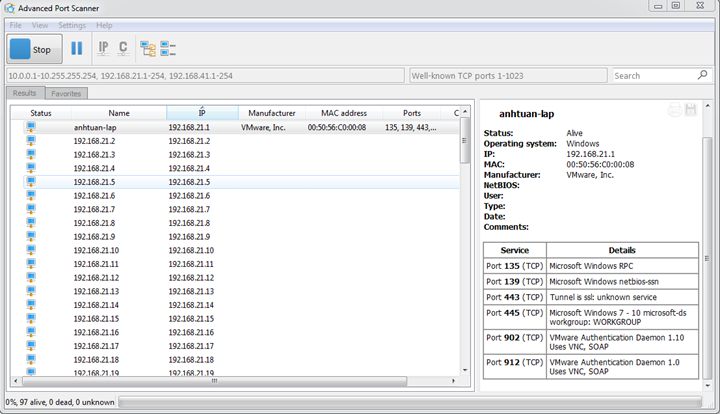 Advanced Port Scanner
File View Settings Help
Stop IP C
10.0.0.1-10.255.255.254, 192.168.21.1-254, 192.168.41.1-254 Well-known TCP ports 1-1023 Search
Results Favorites
Status Name IP Manufacturer MAC address Ports C
anhtuan-lap 192.168.21.1 VMware, Inc. 00:50:56:C0:00:08 135, 139, 443,...
192.168.21.2 192.168.21.2
192.168.21.3 192.168.21.3
192.168.21.4 192.168.21.4
192.168.21.5 192.168.21.5
192.168.21.6 192.168.21.6
192.168.21.7 192.168.21.7
192.168.21.8 192.168.21.8
192.168.21.9 192.168.21.9
192.168.21.10 192.168.21.10
192.168.21.11 192.168.21.11
192.168.21.12 192.168.21.12
192.168.21.13 192.168.21.13
192.168.21.14 192.168.21.14
192.168.21.15 192.168.21.15
192.168.21.16 192.168.21.16
192.168.21.17 192.168.21.17
192.168.21.18 192.168.21.18
192.168.21.19 192.168.21.19
anhtuan-lap
Status: Alive
Operating system: Windows
IP: 192.168.21.1
MAC: 00:50:56:C0:00:08
Manufacturer: VMware, Inc.
NetBIOS:
User:
Type:
Date:
Comments:
Service Details
Port 135 (TCP) Microsoft Windows RPC
Port 139 (TCP) Microsoft Windows netbios-ssn
Port 443 (TCP) Tunnel is ssl: unknown service
Port 445 (TCP) Microsoft Windows 7 - 10 microsoft-ds
workgroup: WORKGROUP
Port 902 (TCP) VMware Authentication Daemon 1.10
Uses VNC, SOAP
Port 912 (TCP) VMware Authentication Daemon 1.0
Uses VNC, SOAP
0%, 97 alive, 0 dead, 0 unknown